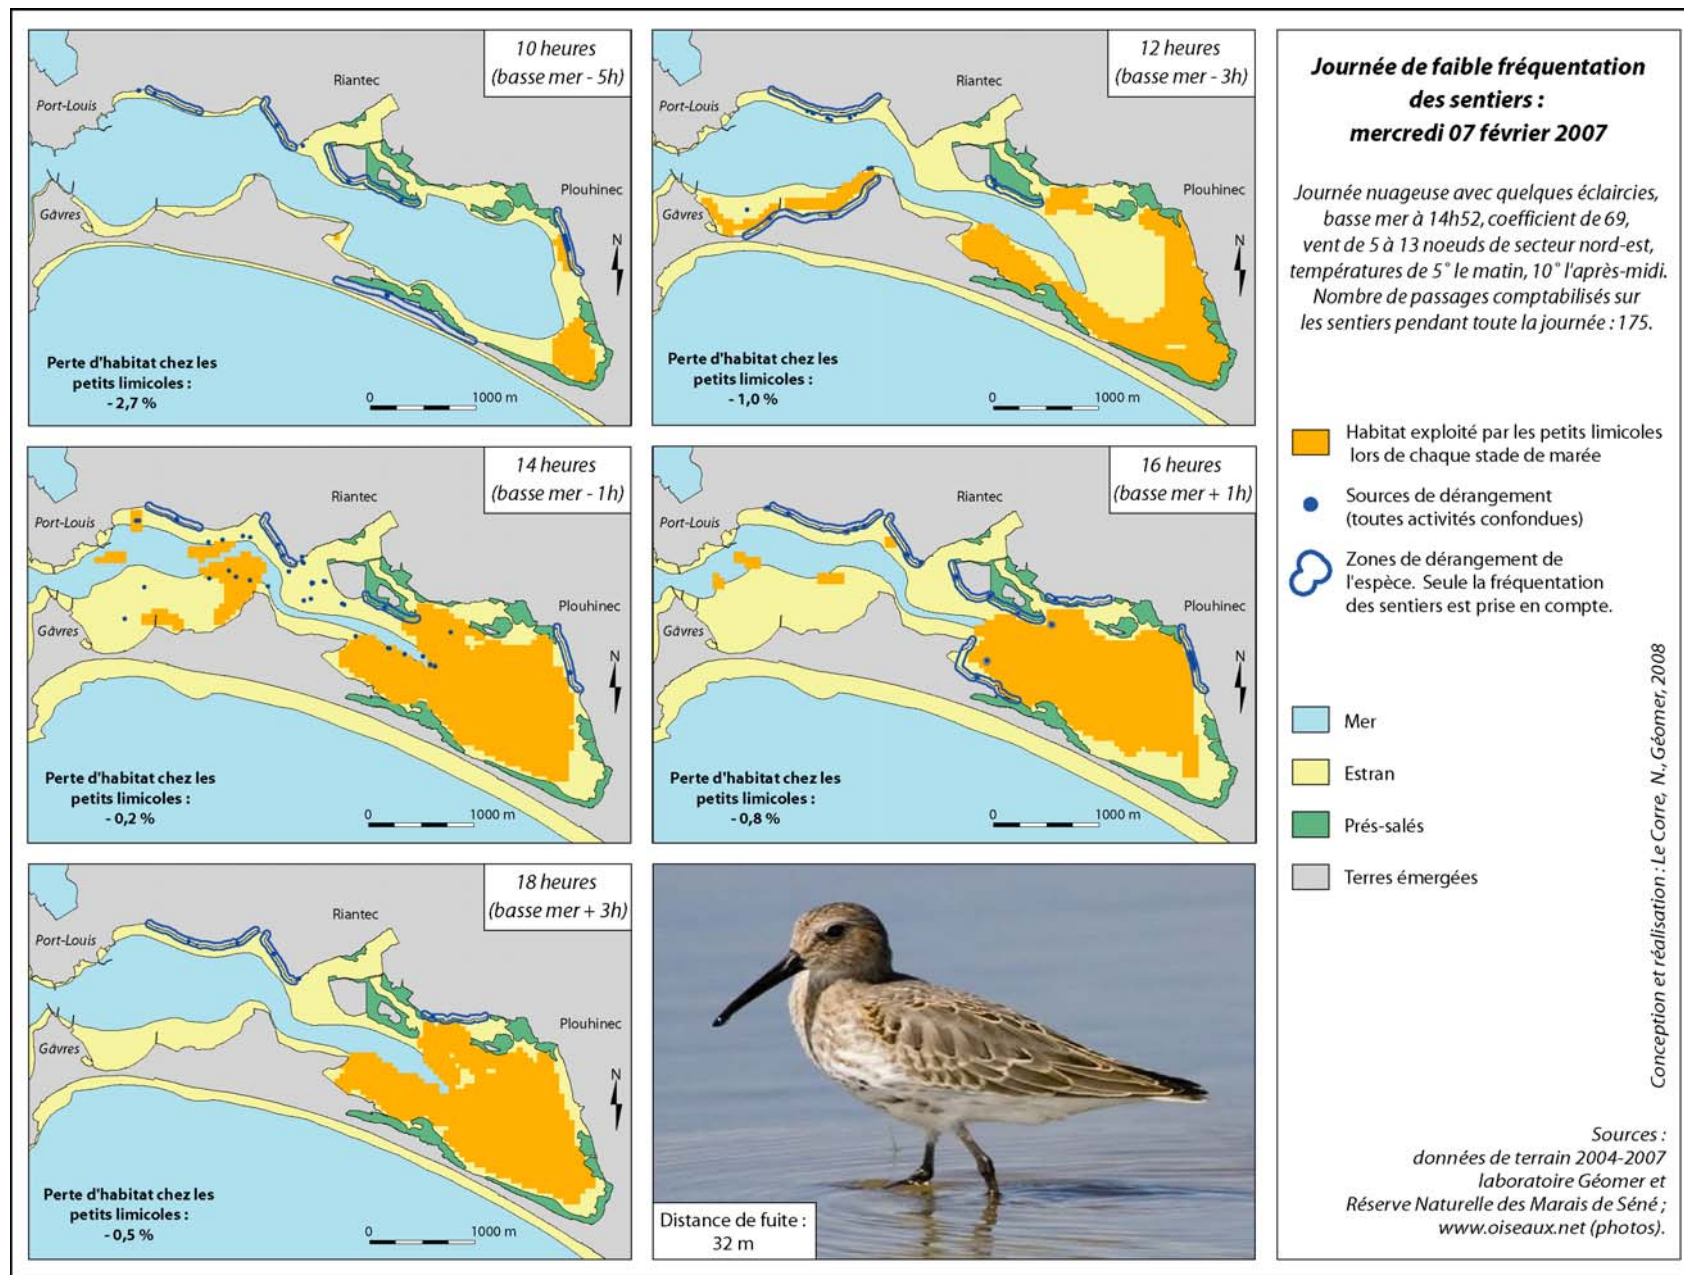 10 heures
(basse mer - 5h)
Riantec
Port-Louis
Plouhinec
Gâvres
N
Perte d'habitat chez les
petits limicoles :
- 2,7 %
0 1000 m
12 heures
(basse mer - 3h)
Riantec
Port-Louis
Plouhinec
Gâvres
N
Perte d'habitat chez les
petits limicoles :
- 1,0 %
0 1000 m
14 heures
(basse mer - 1h)
Riantec
Port-Louis
Plouhinec
Gâvres
N
Perte d'habitat chez les
petits limicoles :
- 0,2 %
0 1000 m
16 heures
(basse mer + 1h)
Riantec
Port-Louis
Plouhinec
Gâvres
N
Perte d'habitat chez les
petits limicoles :
- 0,8 %
0 1000 m
18 heures
(basse mer + 3h)
Riantec
Port-Louis
Plouhinec
Gâvres
N
Perte d'habitat chez les
petits limicoles :
- 0,5 %
0 1000 m
Distance de fuite :
32 m
Journée de faible fréquentation
des sentiers :
mercredi 07 février 2007
Journée nuageuse avec quelques éclaircies,
basse mer à 14h52, coefficient de 69,
vent de 5 à 13 noeuds de secteur nord-est,
températures de 5° le matin, 10° l'après-midi.
Nombre de passages comptabilisés sur
les sentiers pendant toute la journée : 175.
Habitat exploité par les petits limicoles
lors de chaque stade de marée
Sources de dérangement
(toutes activités confondues)
Zones de dérangement de
l'espèce. Seule la fréquentation
des sentiers est prise en compte.
Mer
Estran
Prés-salés
Terres émergées
Conception et réalisation : Le Corre, N., Géomer, 2008
Sources :
données de terrain 2004-2007
laboratoire Géomer et
Réserve Naturelle des Marais de Séné ;
www.oiseaux.net (photos).